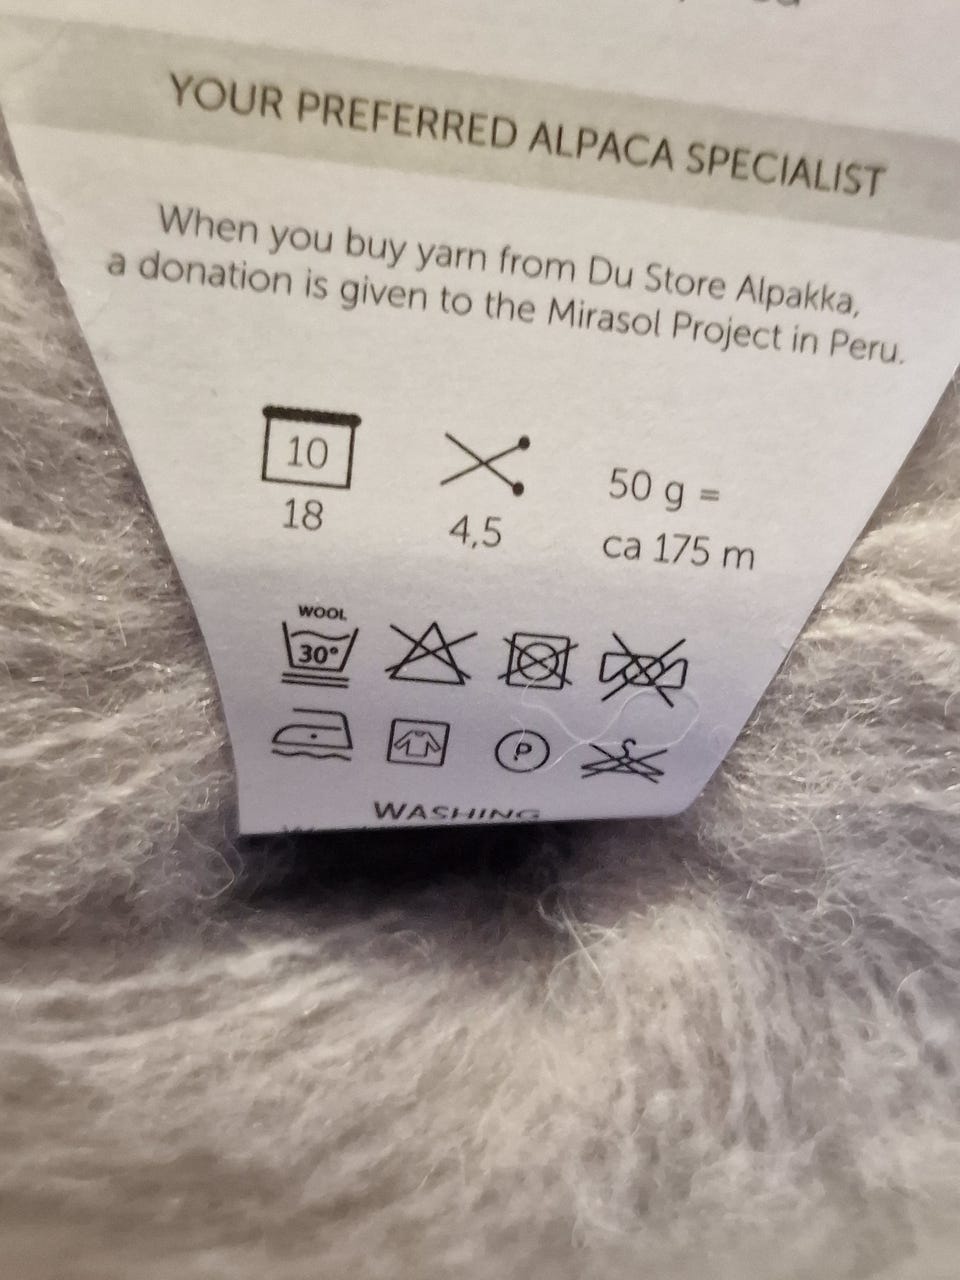 YOUR PREFERRED ALPACA SPECIALIST
When you buy yarn from Du Store Alpakka,
a donation is given to the Mirasol Project in Peru.
10
18
4,5
50 g =
ca 175 m
WOOL
30°
P
WASHING